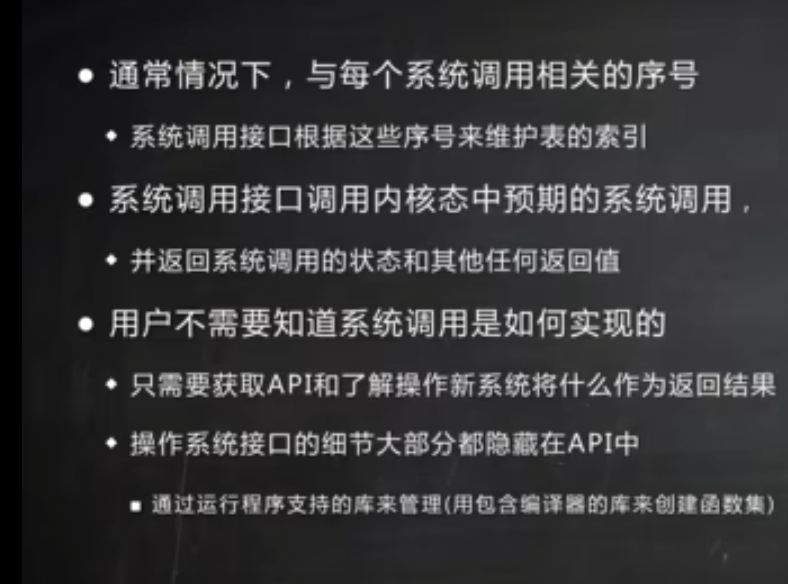 ● 通常情况下，与每个系统调用相关的序号
◆ 系统调用接口根据这些序号来维护表的索引
● 系统调用接口调用内核态中预期的系统调用，
◆ 并返回系统调用的状态和其他任何返回值
● 用户不需要知道系统调用是如何实现的
◆ 只需要获取API和了解操作新系统将什么作为返回结果
◆ 操作系统接口的细节大部分都隐藏在API中
■ 通过运行程序支持的库来管理(用包含编译器的库来创建函数集)